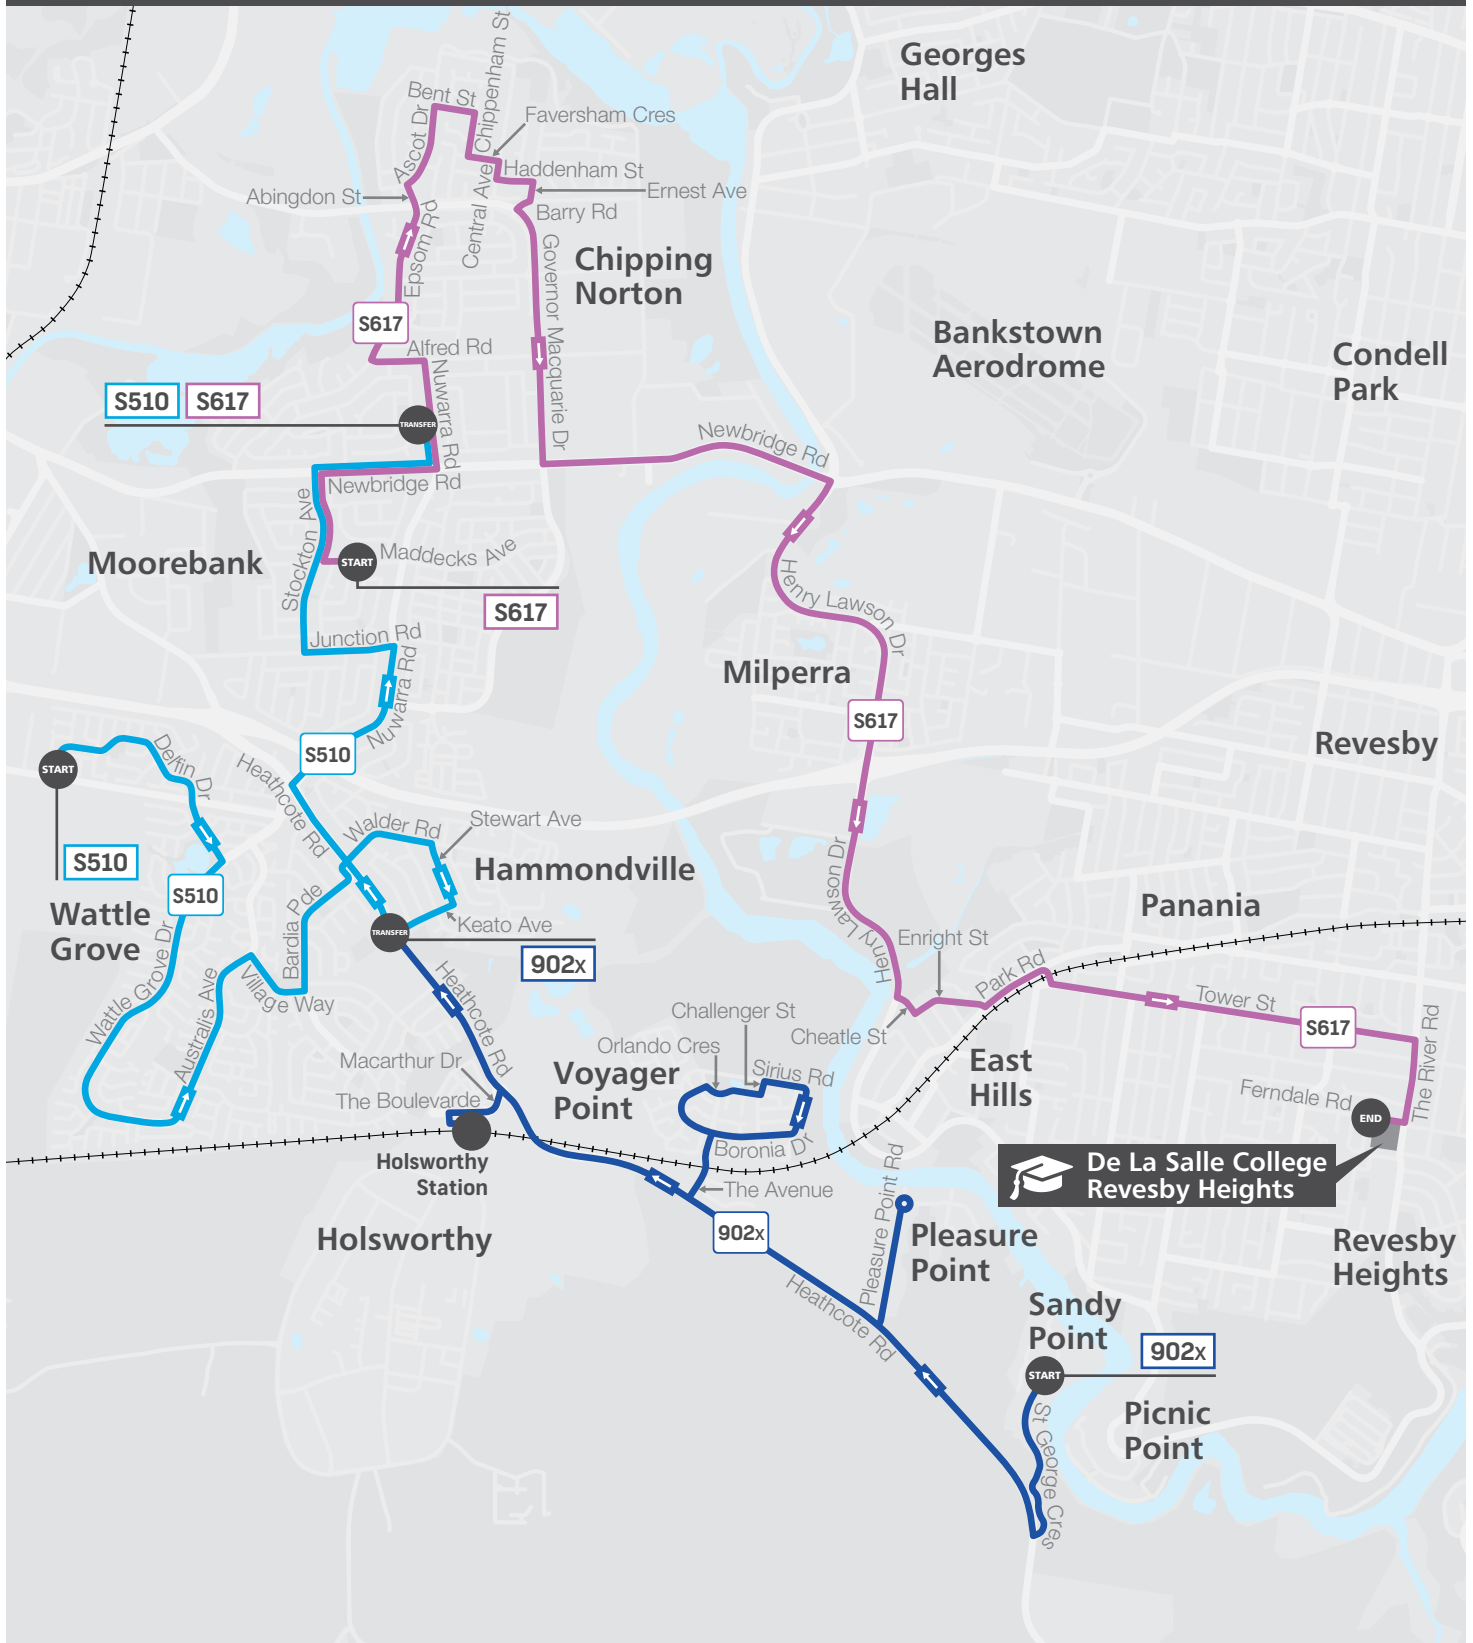 Georges
Hall
Bent St
Chippenham St
Ascot Dr
Faversham Cres
Haddenham St
Abingdon St
Ernest Ave
Central Ave
Barry Rd
Epsom Rd
Governor Macquarie Dr
Chipping
Norton
S617
Bankstown
Aerodrome
Condell
Park
Alfred Rd
Nuwarra Rd
S510
S617
TRANSFER
Newbridge Rd
Newbridge Rd
Stockton Ave
Moorebank
START
Maddecks Ave
S617
Henry Lawson Dr
Junction Rd
Nuwarra Rd
Milperra
S617
Revesby
START
Delfin Dr
S510
Heathcote Rd
Walder Rd
Stewart Ave
S510
Hammondville
S510
Wattle
Grove
Bardia Pde
Keato Ave
TRANSFER
902X
Henry Lawson Dr
Panania
Enright St
Park Rd
Wattle Grove Dr
Australis Ave
Village Way
Heathcote Rd
Tower St
S617
Challenger St
Cheatle St
Orlando Cres
Sirius Rd
Macarthur Dr
The Boulevarde
Voyager
Point
East
Hills
The River Rd
Ferndale Rd
END
Boronia Dr
Holsworthy
Station
The Avenue
De La Salle College
Revesby Heights
Pleasure Point Rd
Holsworthy
902X
Pleasure
Point
Revesby
Heights
Heathcote Rd
Sandy
Point
902X
START
Picnic
Point
St George Cres